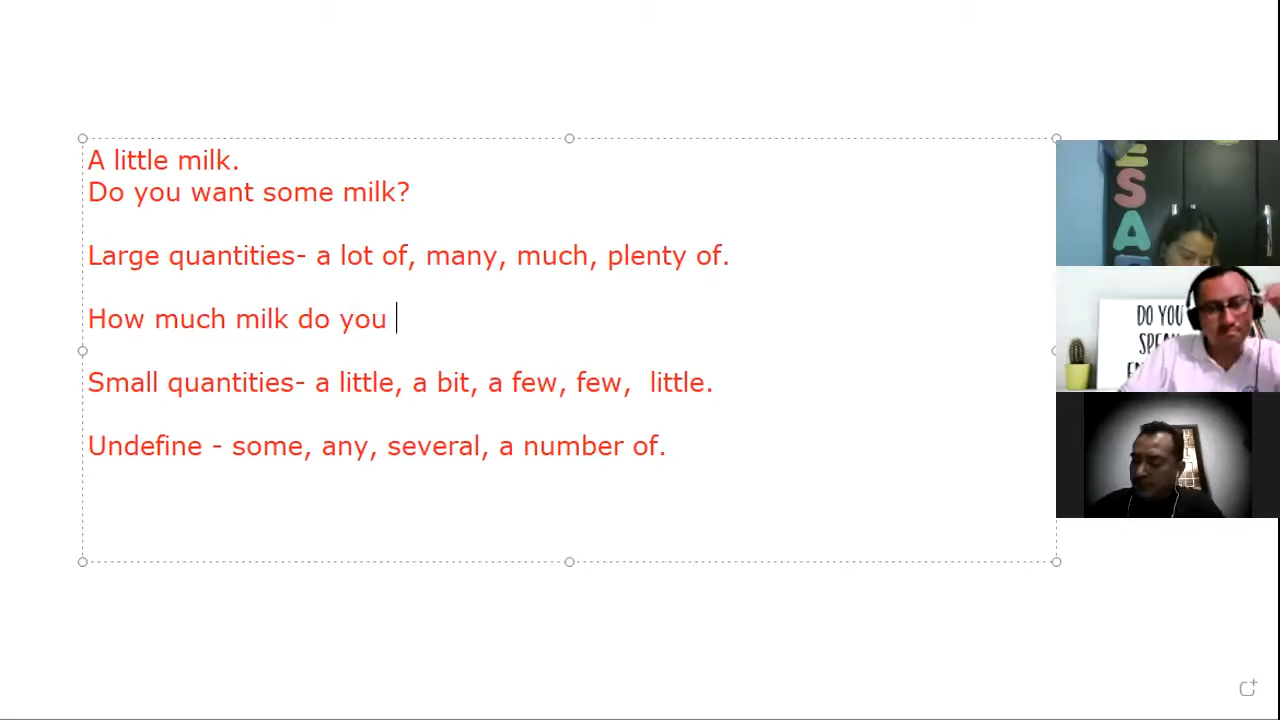 A little milk.
Do you want some milk?
Large quantities- a lot of, many, much, plenty of.
How much milk do you
Small quantities- a little, a bit, a few, few,  little.
Undefine - some, any, several, a number of.
E
S
A
DO YOU